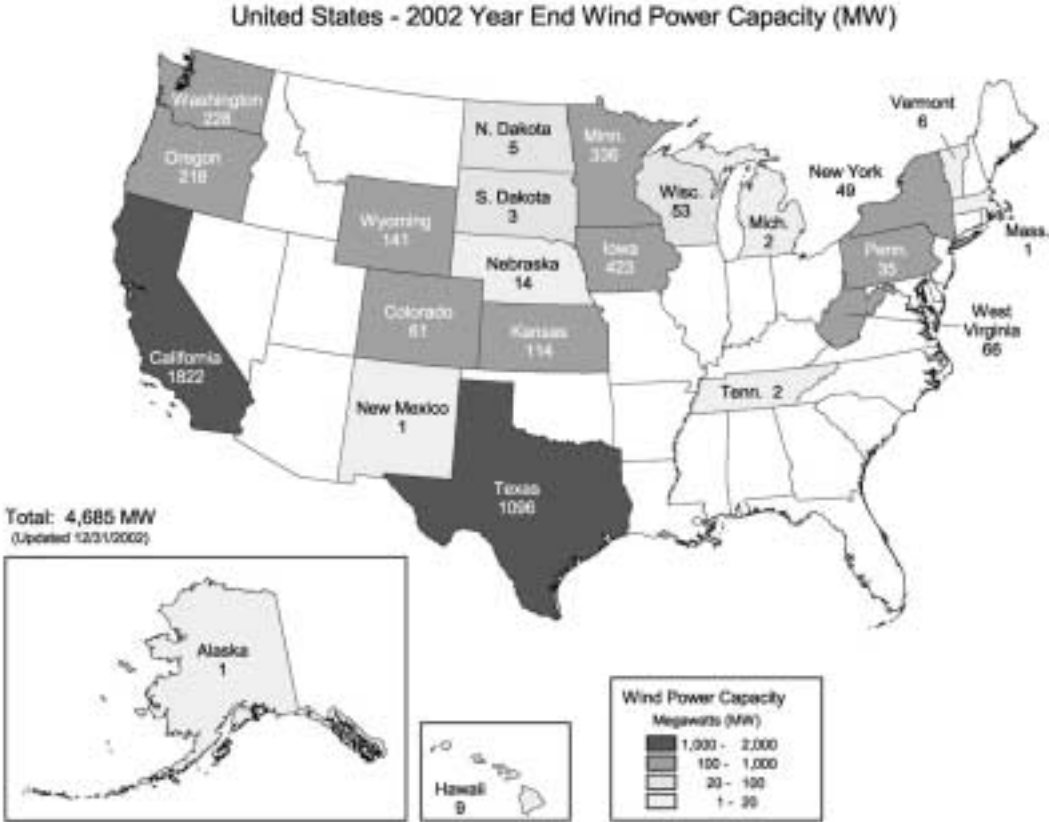 United States - 2002 Year End Wind Power Capacity (MW)
Washington
228
Oregon
218
California
1822
Wyoming
141
Colorado
61
New Mexico
1
N. Dakota
5
S. Dakota
3
Nebraska
14
Kansas
114
Texas
1096
Minn.
336
Iowa
423
Wisc.
53
Mich.
2
Tenn. 2
Vermont
6
New York
49
Mass.
1
Penn.
35
West
Virginia
66
Total: 4,685 MW
(Updated 12/31/2002)
Alaska
1
Hawaii
9
Wind Power Capacity
Megawatts (MW)
1,000 - 2,000
100 - 1,000
20 - 100
1 - 20